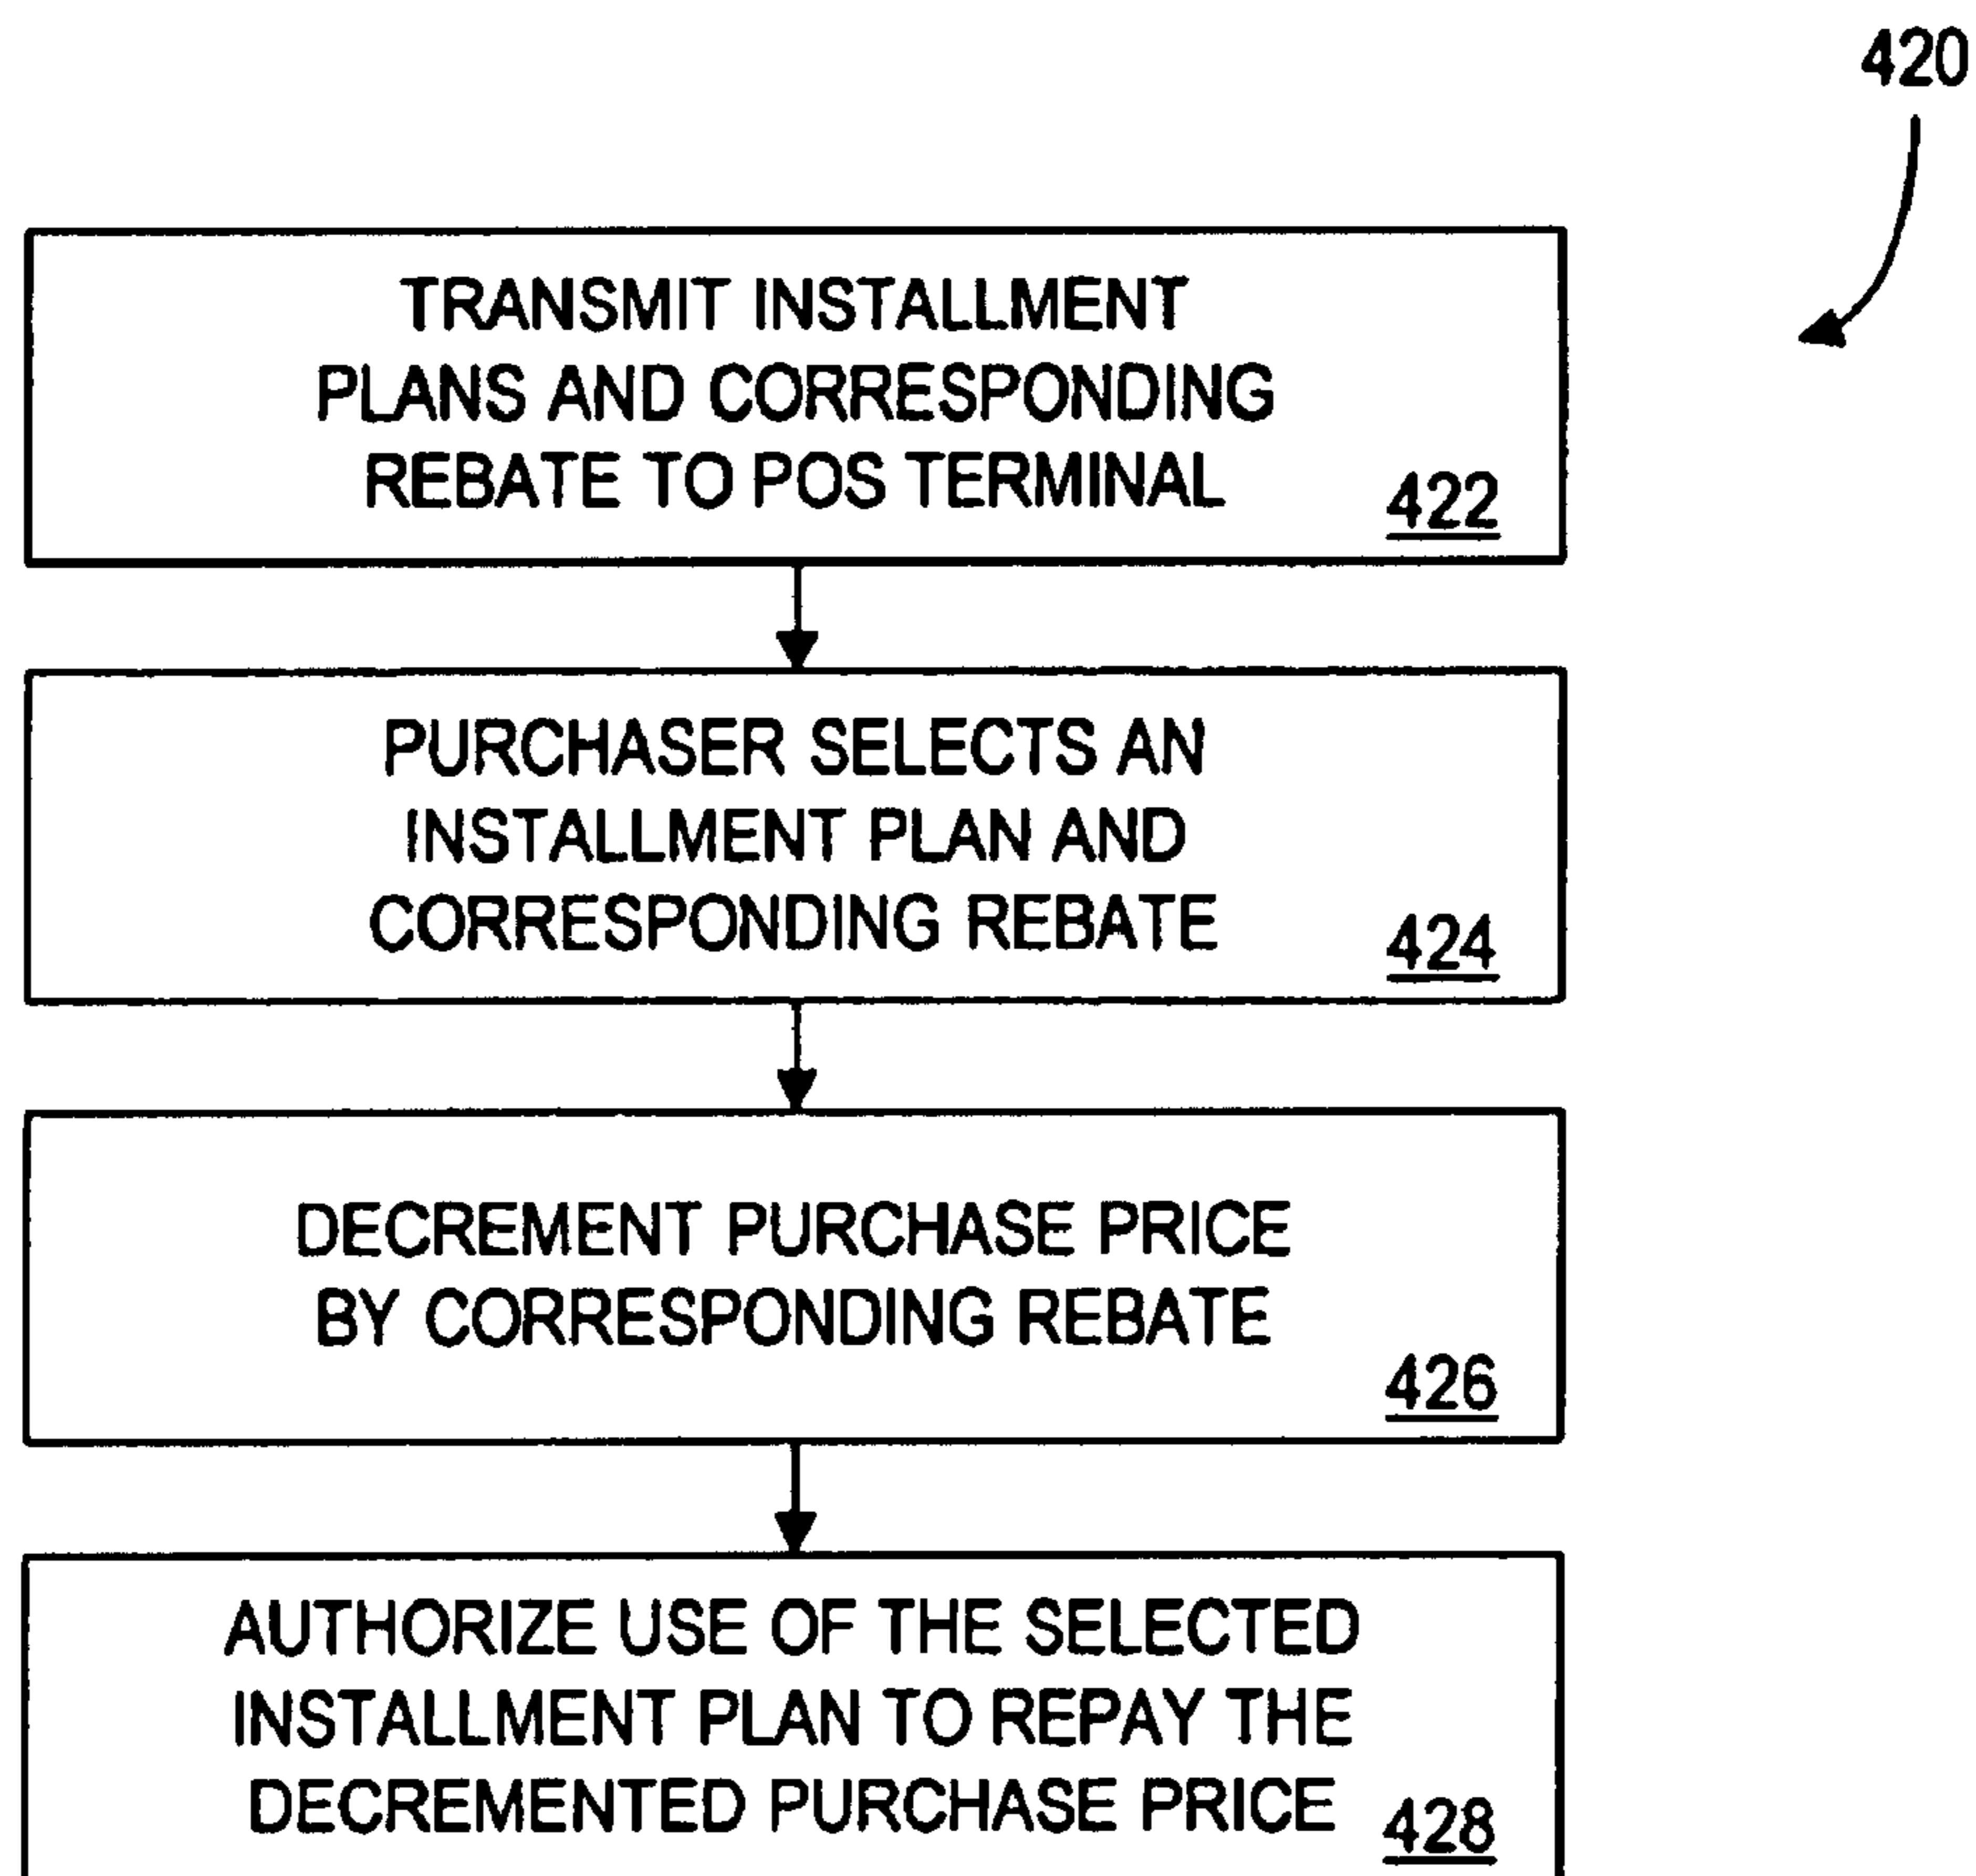 420
TRANSMIT INSTALLMENT
PLANS AND CORRESPONDING
REBATE TO POS TERMINAL
422
PURCHASER SELECTS AN
INSTALLMENT PLAN AND
CORRESPONDING REBATE
424
DECREMENT PURCHASE PRICE
BY CORRESPONDING REBATE
426
AUTHORIZE USE OF THE SELECTED
INSTALLMENT PLAN TO REPAY THE
DECREMENTED PURCHASE PRICE
428